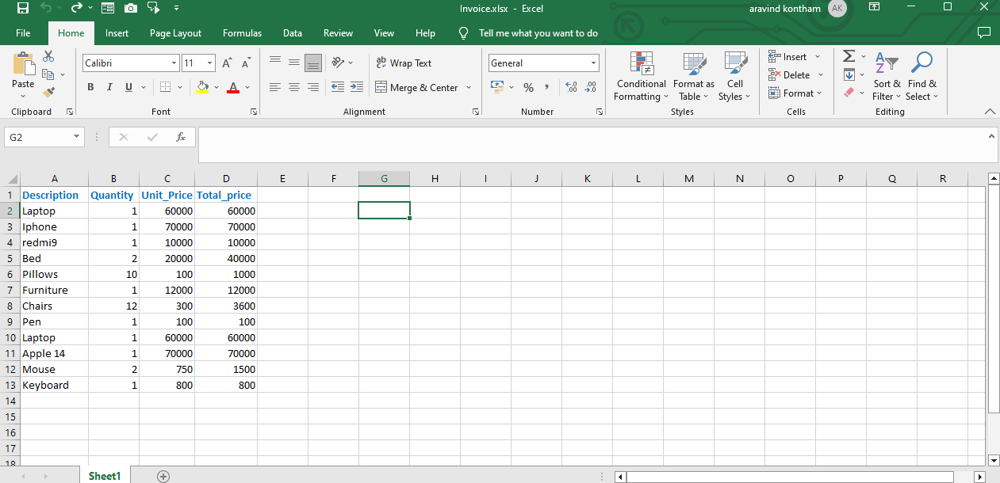 Invoice.xlsx - Excel
aravind kontham
AK
File Home Insert Page Layout Formulas Data Review View Help Tell me what you want to do
Paste
Calibri 11
B I U
A A A
ab Wrap Text
Merge & Center
General
% , .00 .00
Conditional Formatting
Format as Table
Cell Styles
Insert
Delete
Format
Sort & Filter
Find & Select
Clipboard Font Alignment Number Styles Cells Editing
G2 fx
A B C D E F G H I J K L M N O P Q R
1 Description Quantity Unit_Price Total_price
2 Laptop 1 60000 60000
3 Iphone 1 70000 70000
4 redmi9 1 10000 10000
5 Bed 2 20000 40000
6 Pillows 10 100 1000
7 Furniture 1 12000 12000
8 Chairs 12 300 3600
9 Pen 1 100 100
10 Laptop 1 60000 60000
11 Apple 14 1 70000 70000
12 Mouse 2 750 1500
13 Keyboard 1 800 800
14
15
16
17
18
Sheet1